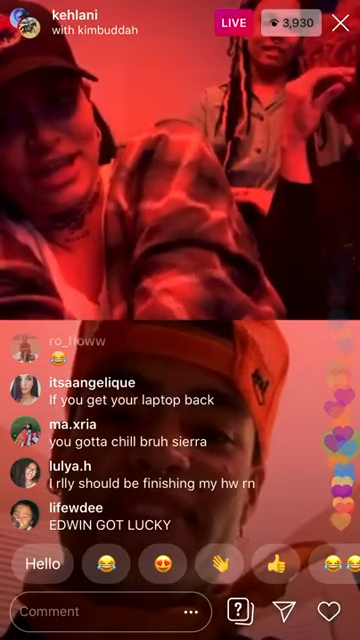 kehlani
with kimbuddah
LIVE
3,930
ro_floww
😂
itsaangelique
If you get your laptop back
ma.xria
you gotta chill bruh sierra
lulya.h
I rlly should be finishing my hw rn
lifewdee
EDWIN GOT LUCKY
Hello 😂 😍 👋 👍 😂😂
Comment